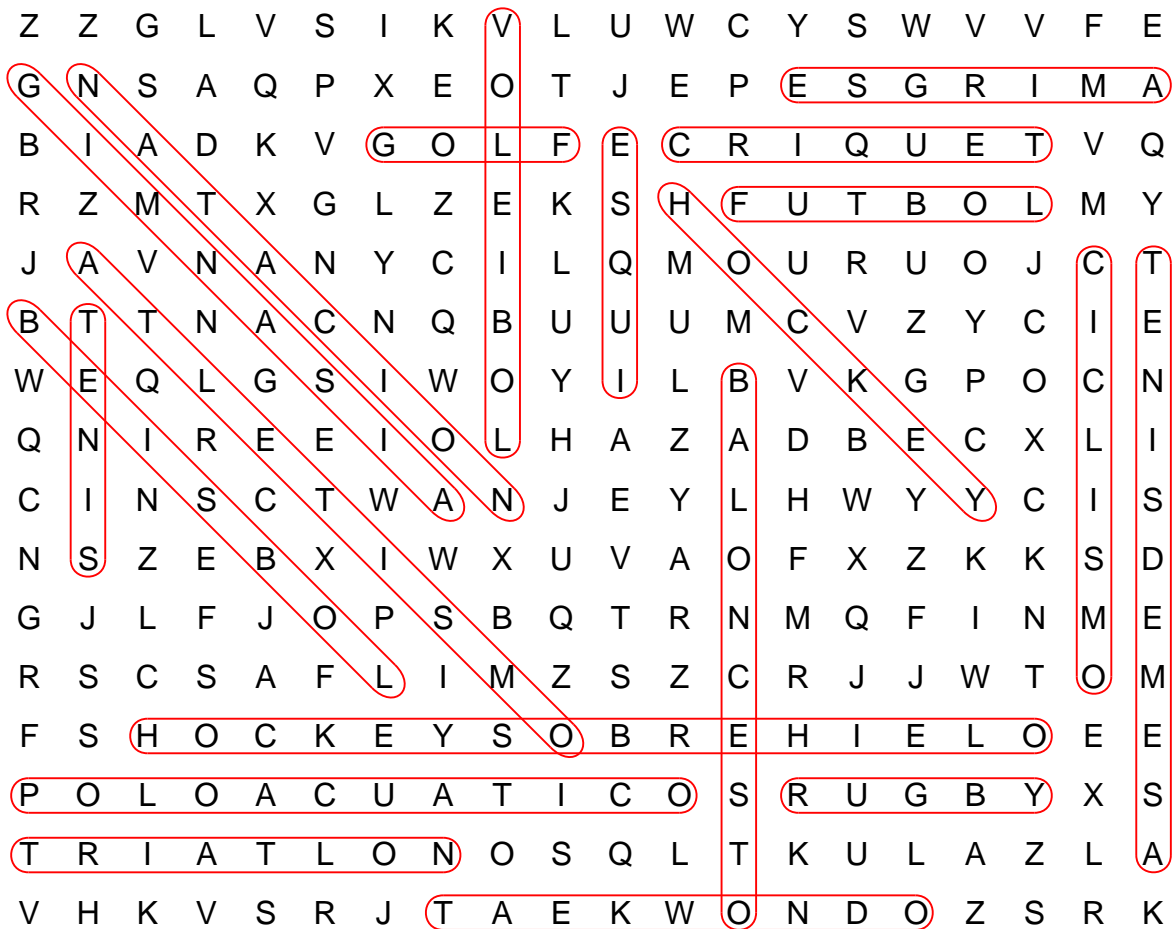 Z Z G L V S I K V L U W C Y S W V V F E
G N S A Q P X E O T J E P E S G R I M A
B I A D K V G O L F E C R I Q U E T V Q
R Z M T X G L Z E K S H F U T B O L M Y
J A V N A N Y C I L Q M O U R U O J C T
B T T N A C N Q B U U U M C V Z Y C I E
W E Q L G S I W O Y I L B V K G P O C N
Q N I R E E I O L H A Z A D B E C X L I
C I N S C T W A N J E Y L H W Y Y C I S
N S Z E B X I W X U V A O F X Z K K S D
G J L F J O P S B Q T R N M Q F I N M E
R S C S A F L I M Z S Z C R J J W T O M
F S H O C K E Y S O B R E H I E L O E E
P O L O A C U A T I C O S R U G B Y X S
T R I A T L O N O S Q L T K U L A Z L A
V H K V S R J T A E K W O N D O Z S R K